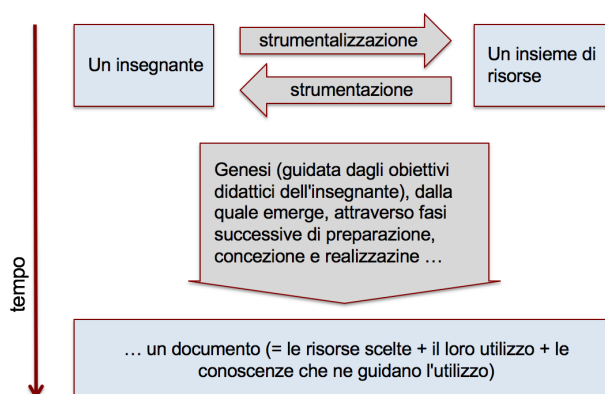 strumentalizzazione
Un insegnante
Un insieme di
risorse
strumentazione
Genesi (guidata dagli obiettivi
didattici dell'insegnante), dalla
quale emerge, attraverso fasi
successive di preparazione,
concezione e realizzazine …
tempo
… un documento (= le risorse scelte + il loro utilizzo + le
conoscenze che ne guidano l'utilizzo)